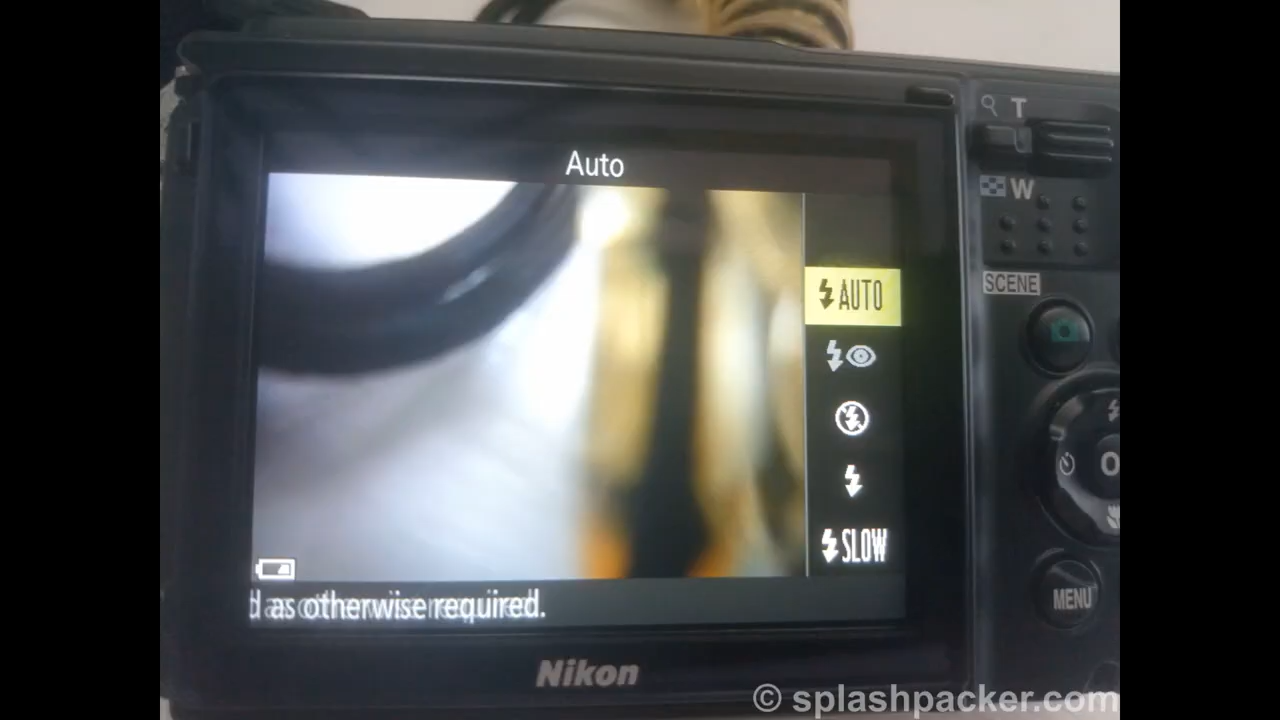 Auto
AUTO
SLOW
d as otherwise required.
Nikon
T
W
SCENE
MENU
© splashpacker.com